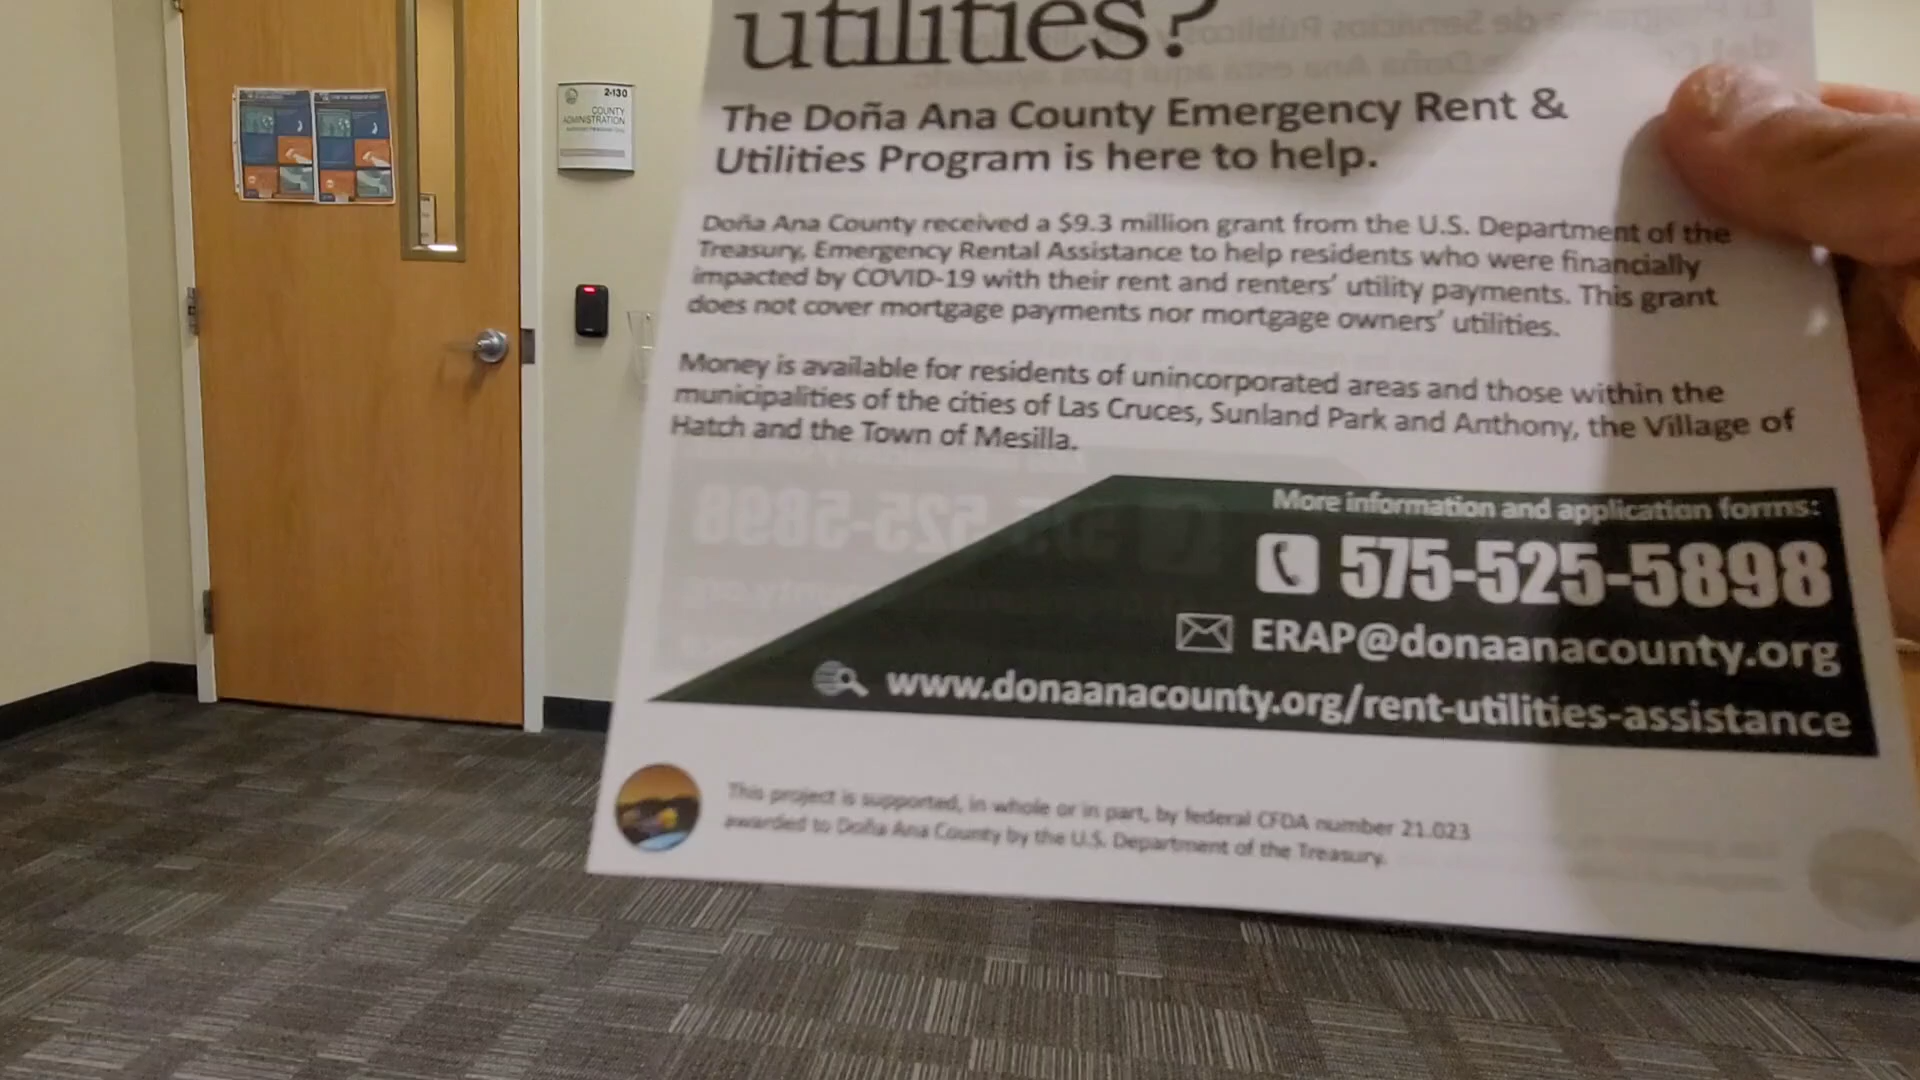 utilities?
The Doña Ana County Emergency Rent &
Utilities Program is here to help.
Doña Ana County received a $9.3 million grant from the U.S. Department of the
Treasury, Emergency Rental Assistance to help residents who were financially
impacted by COVID-19 with their rent and renters' utility payments. This grant
does not cover mortgage payments nor mortgage owners' utilities.
Money is available for residents of unincorporated areas and those within the
municipalities of the cities of Las Cruces, Sunland Park and Anthony, the Village of
Hatch and the Town of Mesilla.
More information and application forms:
575-525-5898
ERAP@donaanacounty.org
www.donaanacounty.org/rent-utilities-assistance
This project is supported, in whole or in part, by federal CFDA number 21.023
awarded to Doña Ana County by the U.S. Department of the Treasury.
2-130
COUNTY
ADMINISTRATION